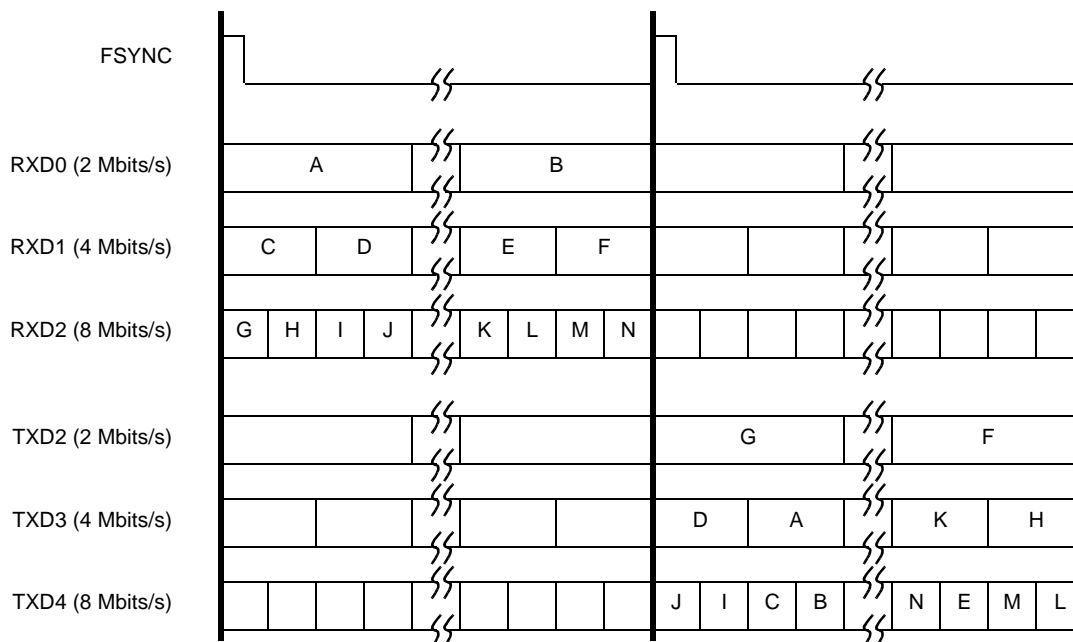 FSYNC
RXD0 (2 Mbits/s) A B
RXD1 (4 Mbits/s) C D E F
RXD2 (8 Mbits/s) G H I J K L M N
TXD2 (2 Mbits/s) G F
TXD3 (4 Mbits/s) D A K H
TXD4 (8 Mbits/s) J I C B N E M L